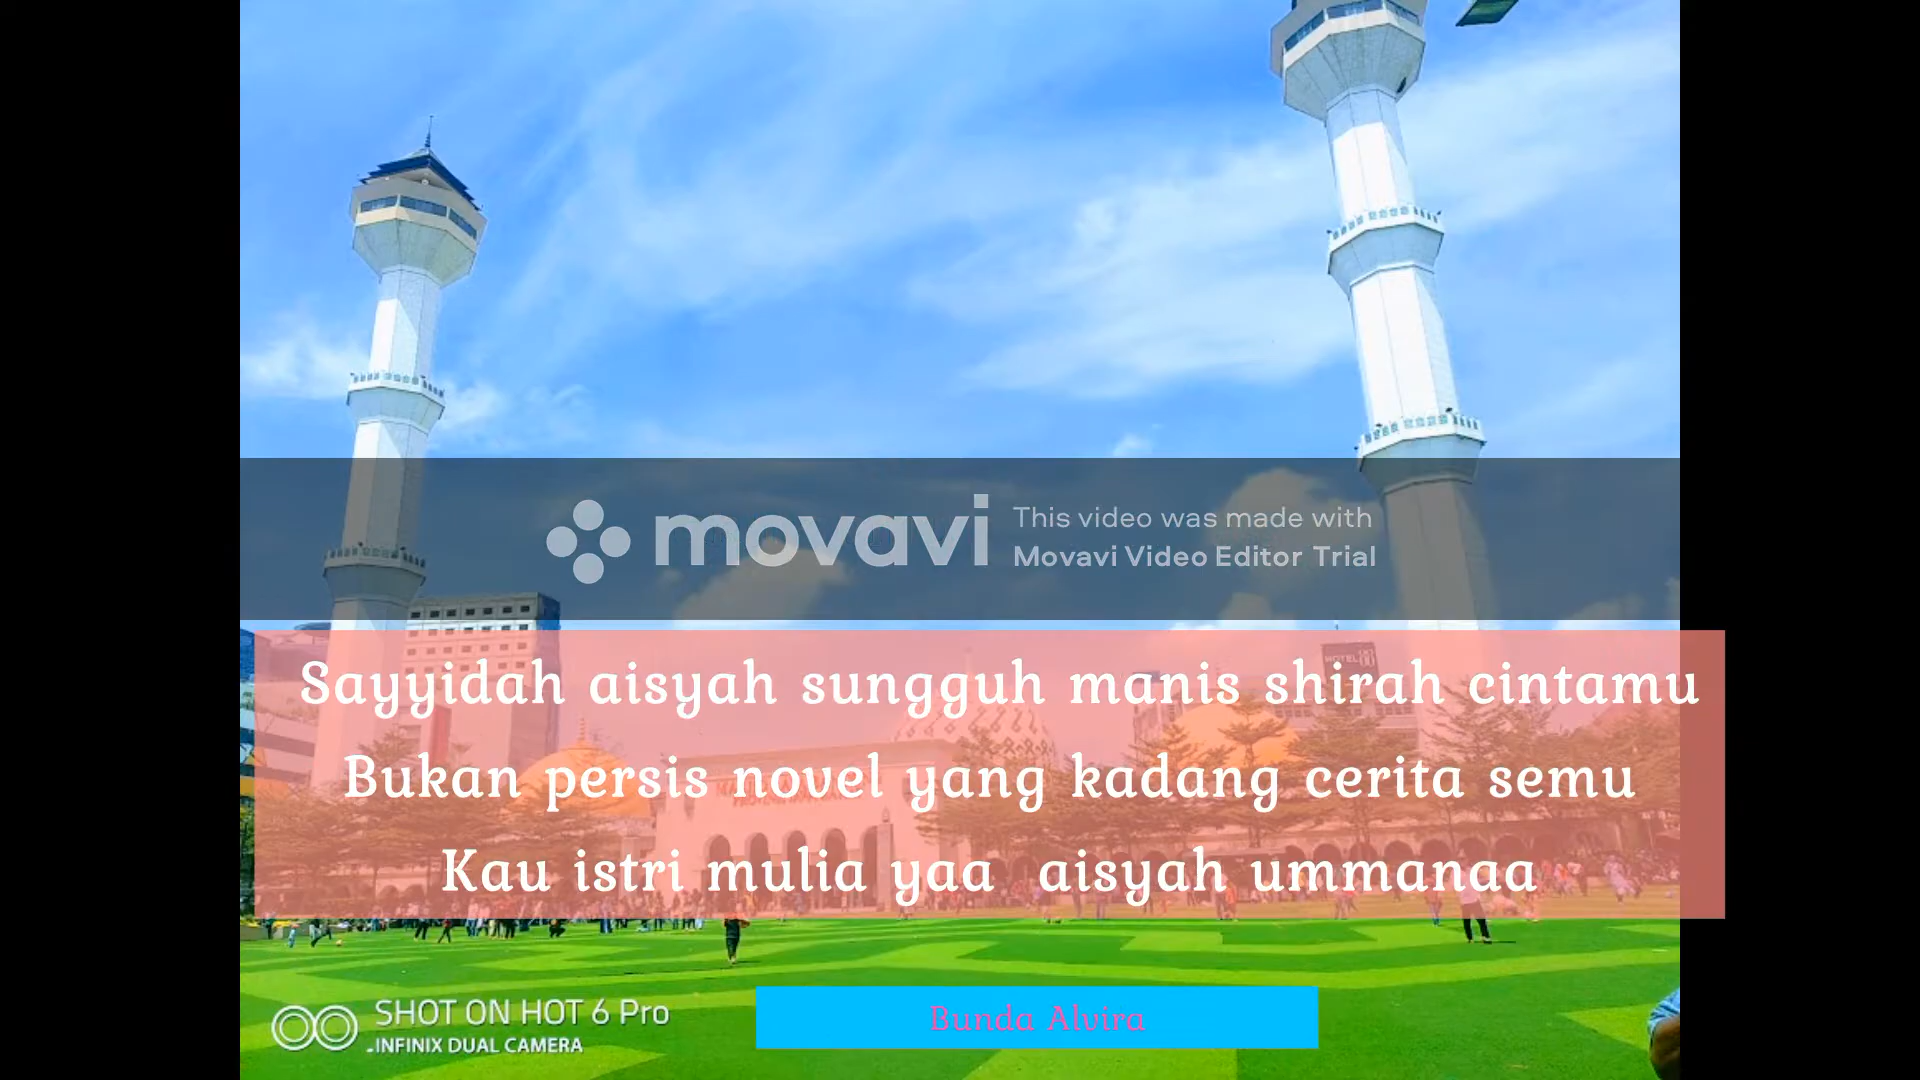 movavi
This video was made with
Movavi Video Editor Trial
HOTEL
Sayyidah aisyah sungguh manis shirah cintamu
Bukan persis novel yang kadang cerita semu
Kau istri mulia yaa aisyah ummanaa
SHOT ON HOT 6 Pro
INFINIX DUAL CAMERA
Bunda Alvira